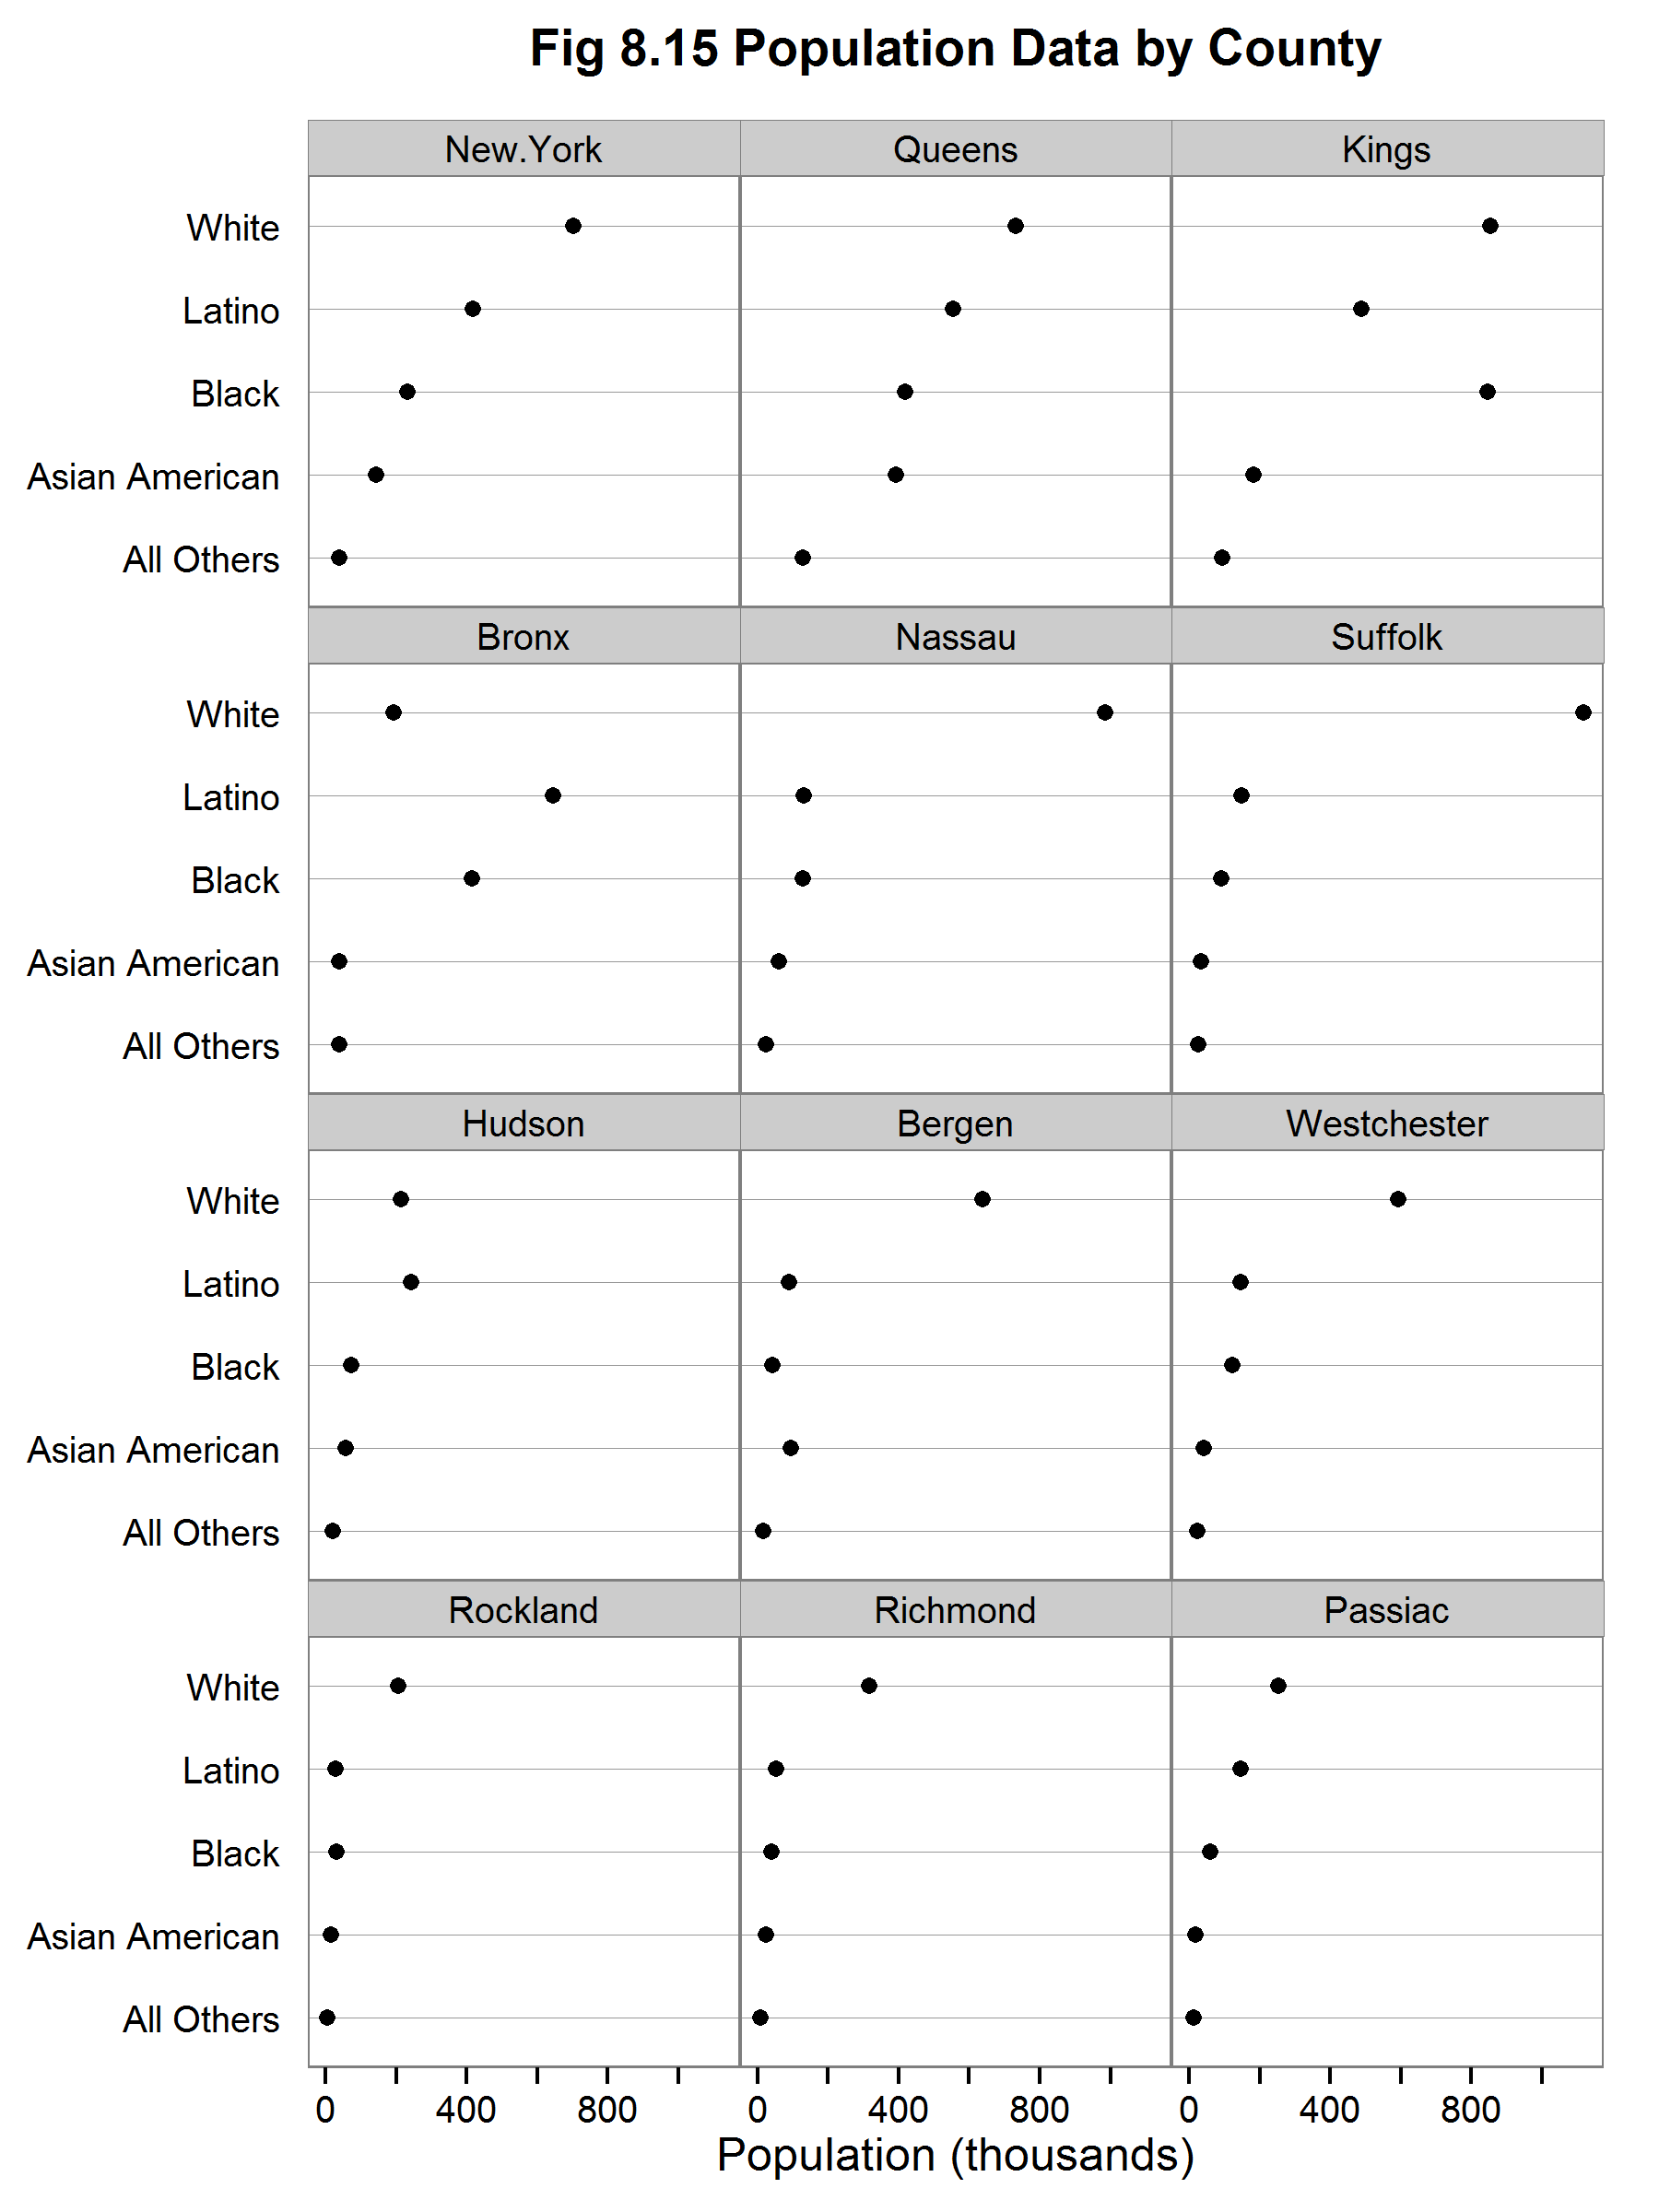 Fig 8.15 Population Data by County
New.York Queens Kings
White
Latino
Black
Asian American
All Others
Bronx Nassau Suffolk
White
Latino
Black
Asian American
All Others
Hudson Bergen Westchester
White
Latino
Black
Asian American
All Others
Rockland Richmond Passiac
White
Latino
Black
Asian American
All Others
0 400 800 0 400 800 0 400 800
Population (thousands)